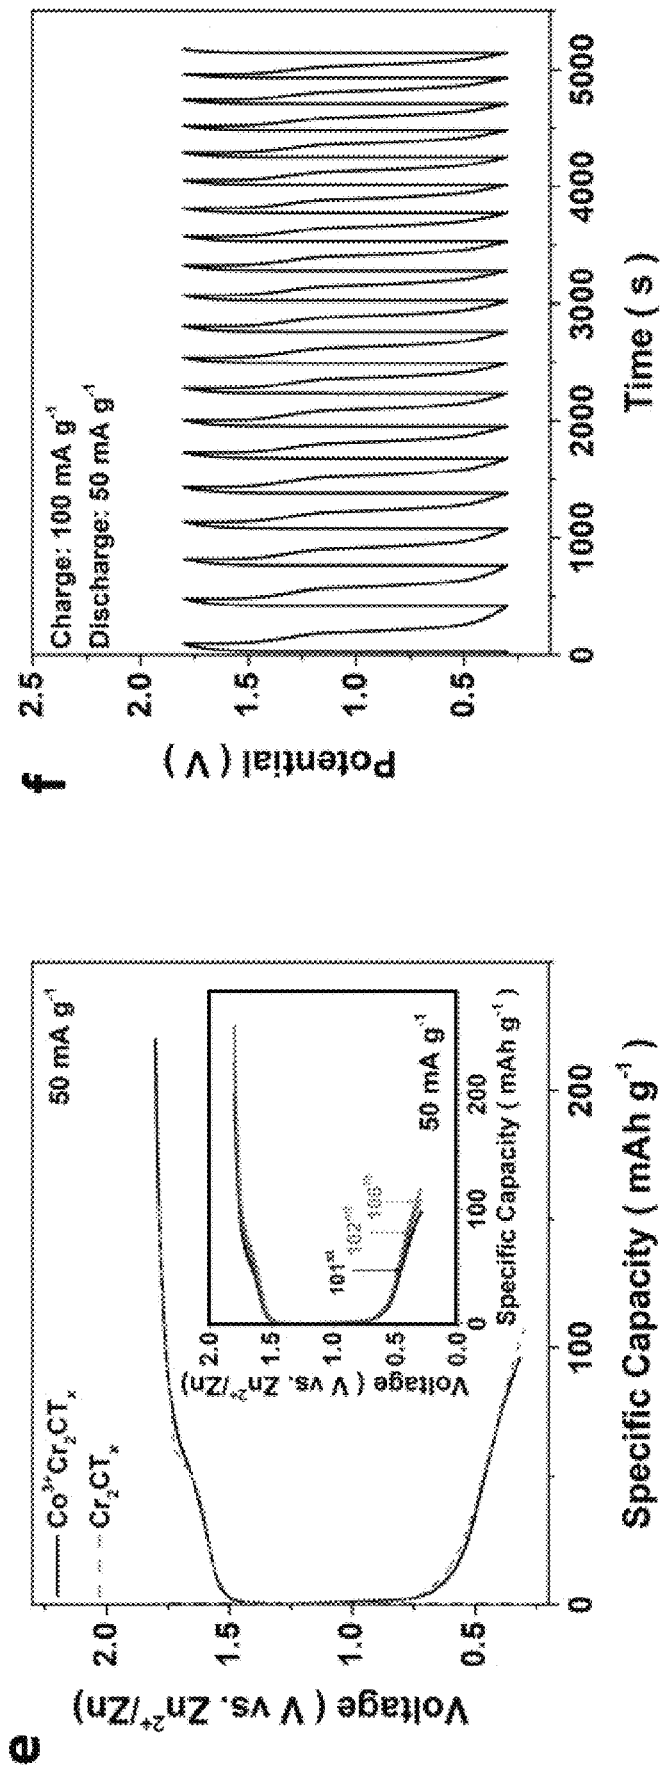 e
Voltage ( V vs. Zn²⁺/Zn)
2.0
1.5
1.0
0.5
Co³⁺Cr₂CTₓ
Cr₂CTₓ
50 mA g⁻¹
0
100
200
Specific Capacity ( mAh g⁻¹ )
Voltage ( V vs. Zn²⁺/Zn)
2.0
1.5
1.0
0.5
0.0
101ˢᵗ
102ⁿᵈ
50 mA g⁻¹
0
100
200
Specific Capacity ( mAh g⁻¹ )
f
Potential ( V )
2.5
2.0
1.5
1.0
0.5
Charge: 100 mA g⁻¹
Discharge: 50 mA g⁻¹
0
1000
2000
3000
4000
5000
Time ( s )